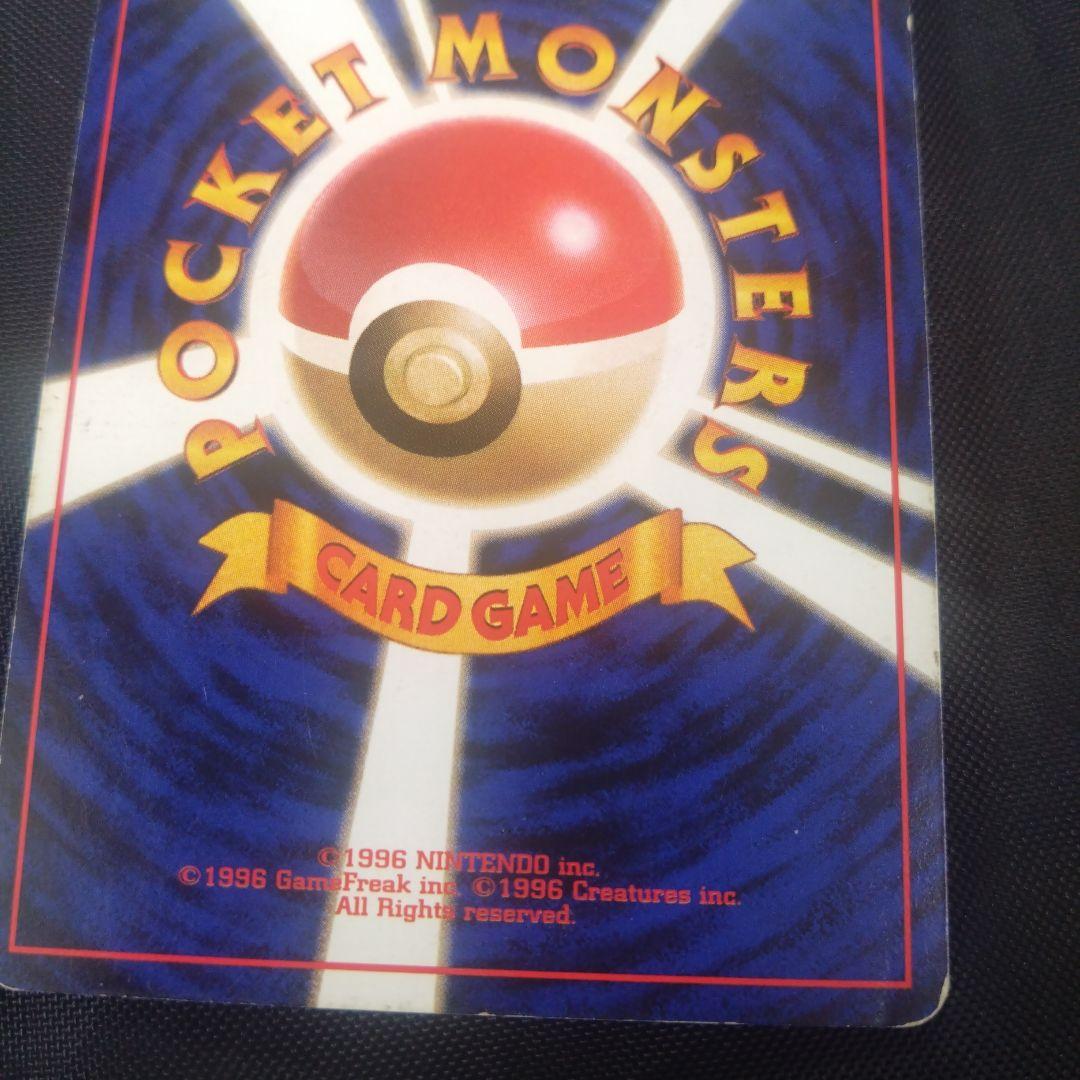 POCKET MONSTERS
CARD GAME
©1996 NINTENDO inc.
©1996 GameFreak inc. ©1996 Creatures inc.
All Rights reserved.